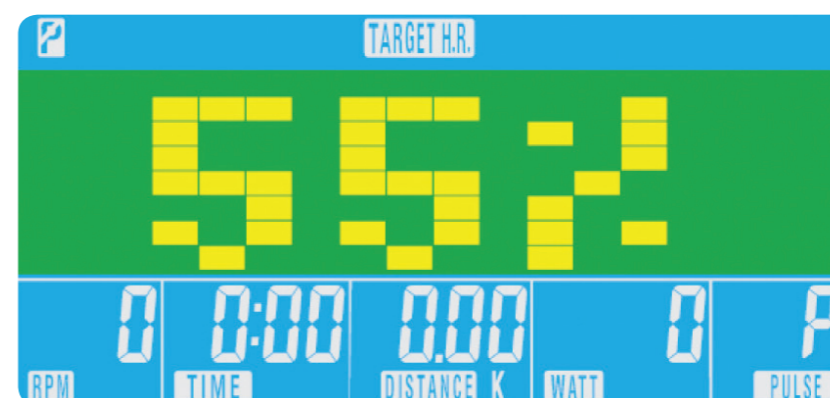 P
TARGET H.R.
55%
0 0:00 0.00 0 P
RPM TIME DISTANCE K WATT PULSE